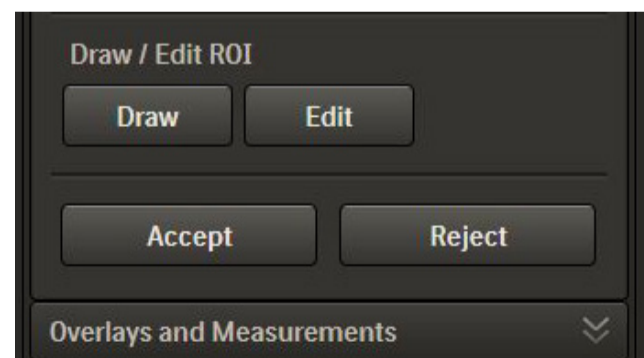 Draw / Edit ROI
Draw Edit
Accept Reject
Overlays and Measurements